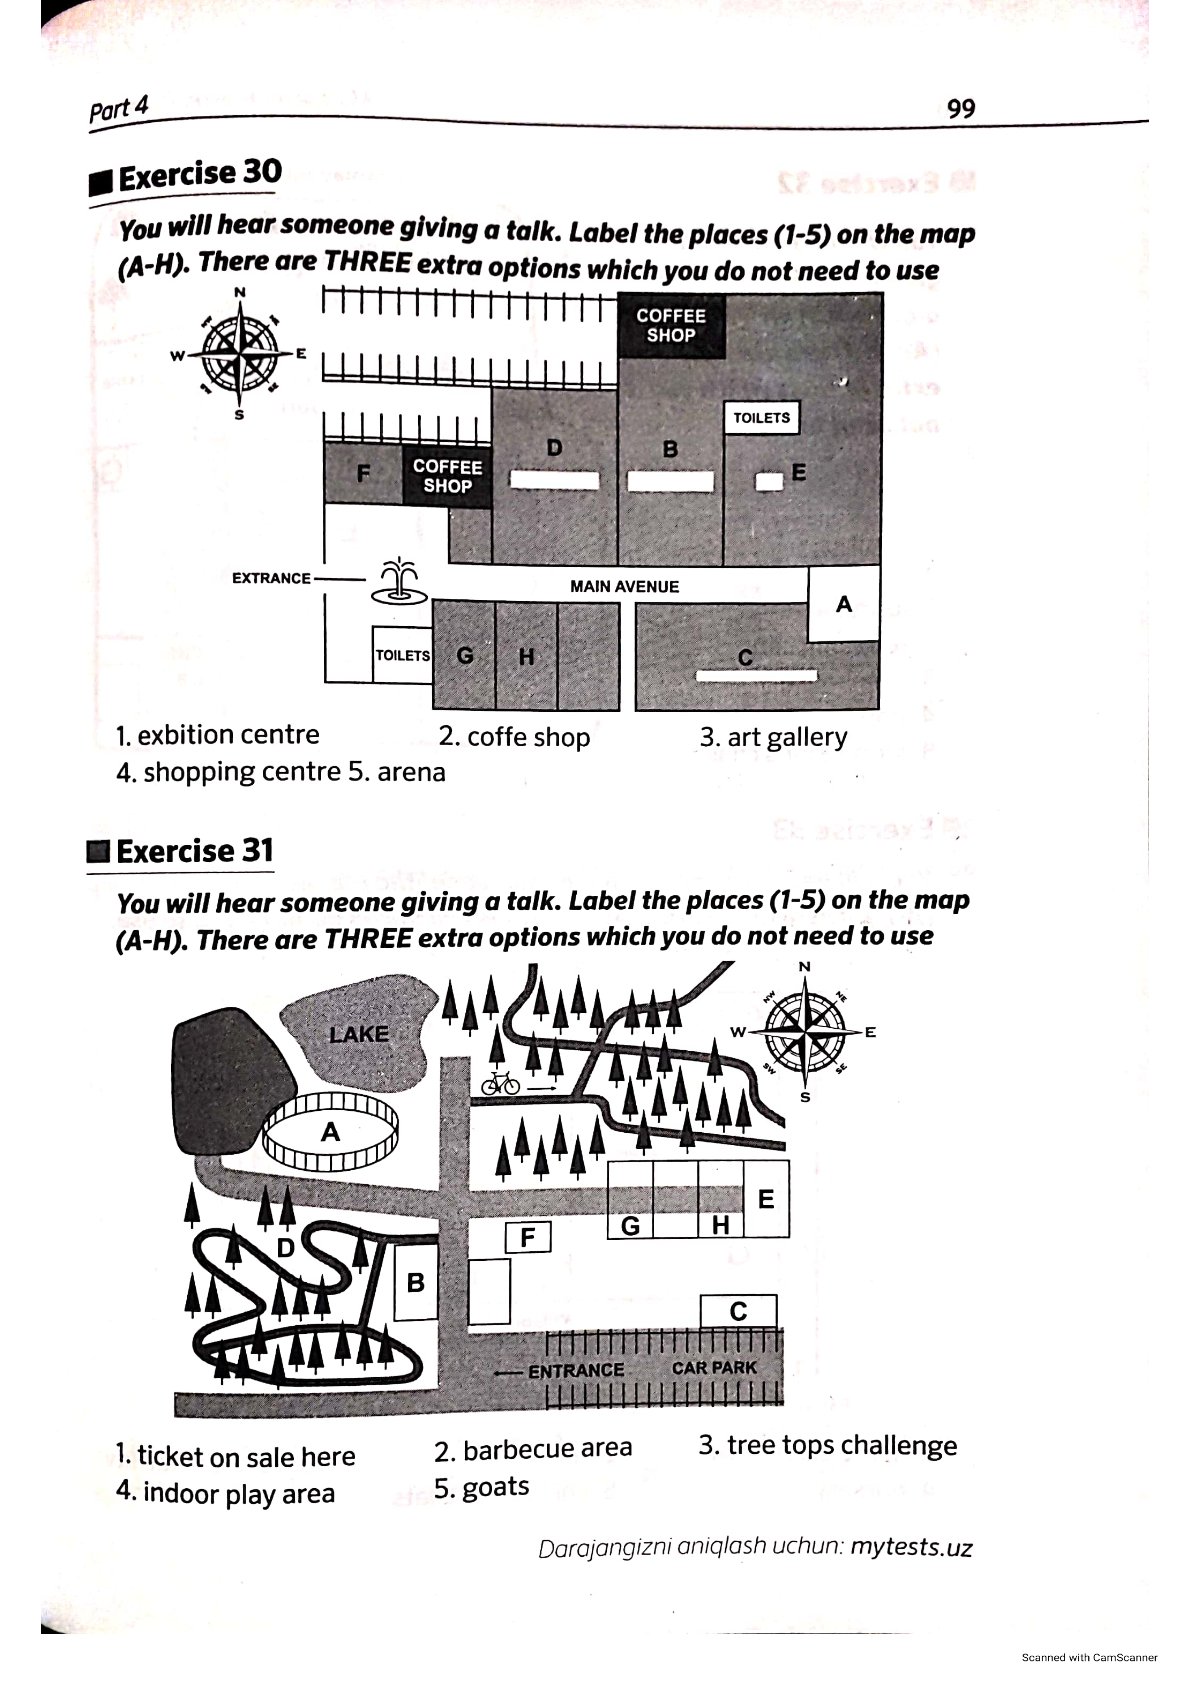 Part 4
99
Exercise 30
You will hear someone giving a talk. Label the places (1-5) on the map
(A-H). There are THREE extra options which you do not need to use
N
W
E
S
COFFEE
SHOP
TOILETS
D
B
E
F
COFFEE
SHOP
EXTRANCE
MAIN AVENUE
A
TOILETS
G
H
C
1. exbition centre
2. coffe shop
3. art gallery
4. shopping centre 5. arena
Exercise 31
You will hear someone giving a talk. Label the places (1-5) on the map
(A-H). There are THREE extra options which you do not need to use
N
NW
NE
W
E
SW
SE
S
LAKE
A
E
G
H
F
D
B
C
ENTRANCE
CAR PARK
1. ticket on sale here
2. barbecue area
3. tree tops challenge
4. indoor play area
5. goats
Darajangizni aniqlash uchun: mytests.uz
Scanned with CamScanner